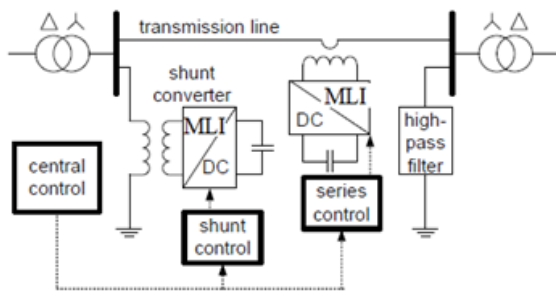 transmission line
shunt
converter
MLI
DC
MLI
DC
high-
pass
filter
central
control
shunt
control
series
control